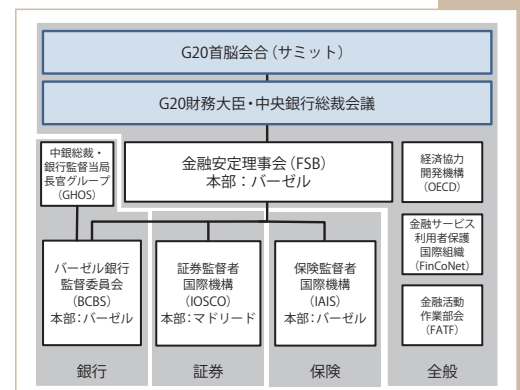 G20首脳会合（サミット）
G20財務大臣・中央銀行総裁会議
中銀総裁・
銀行監督当局
長官グループ
（GHOS）
金融安定理事会（FSB）
本部：バーゼル
経済協力
開発機構
（OECD）
金融サービス
利用者保護
国際組織
（FinCoNet）
バーゼル銀行
監督委員会
（BCBS）
本部：バーゼル
証券監督者
国際機構
（IOSCO）
本部：マドリード
保険監督者
国際機構
（IAIS）
本部：バーゼル
金融活動
作業部会
（FATF）
銀行
証券
保険
全般